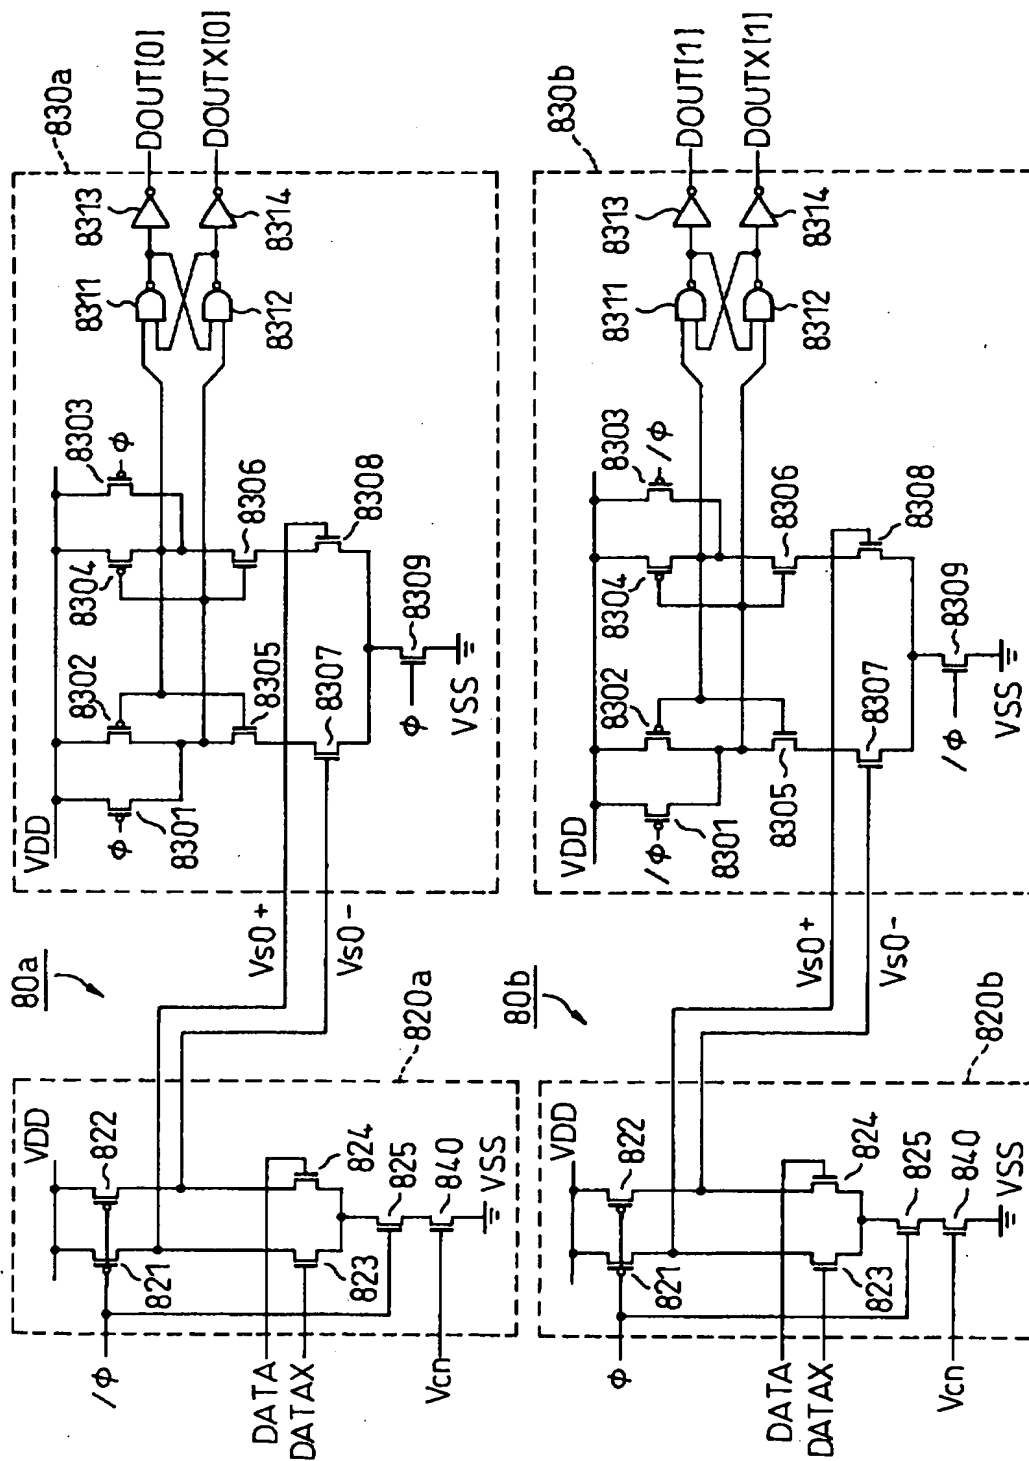 80a
820a
/Φ
DATA
DATAX
Vcn
VDD
821
822
823
824
825
840
VSS
Vs0+
Vs0-
830a
VDD
Φ
8301
8302
8304
8303
Φ
8305
8306
8307
8308
Φ
8309
VSS
8311
8312
8313
8314
DOUT[0]
DOUTX[0]
80b
820b
Φ
DATA
DATAX
Vcn
VDD
821
822
823
824
825
840
VSS
Vs0+
Vs0-
830b
VDD
/Φ
8301
8302
8304
8303
/Φ
8305
8306
8307
8308
/Φ
8309
VSS
8311
8312
8313
8314
DOUT[1]
DOUTX[1]